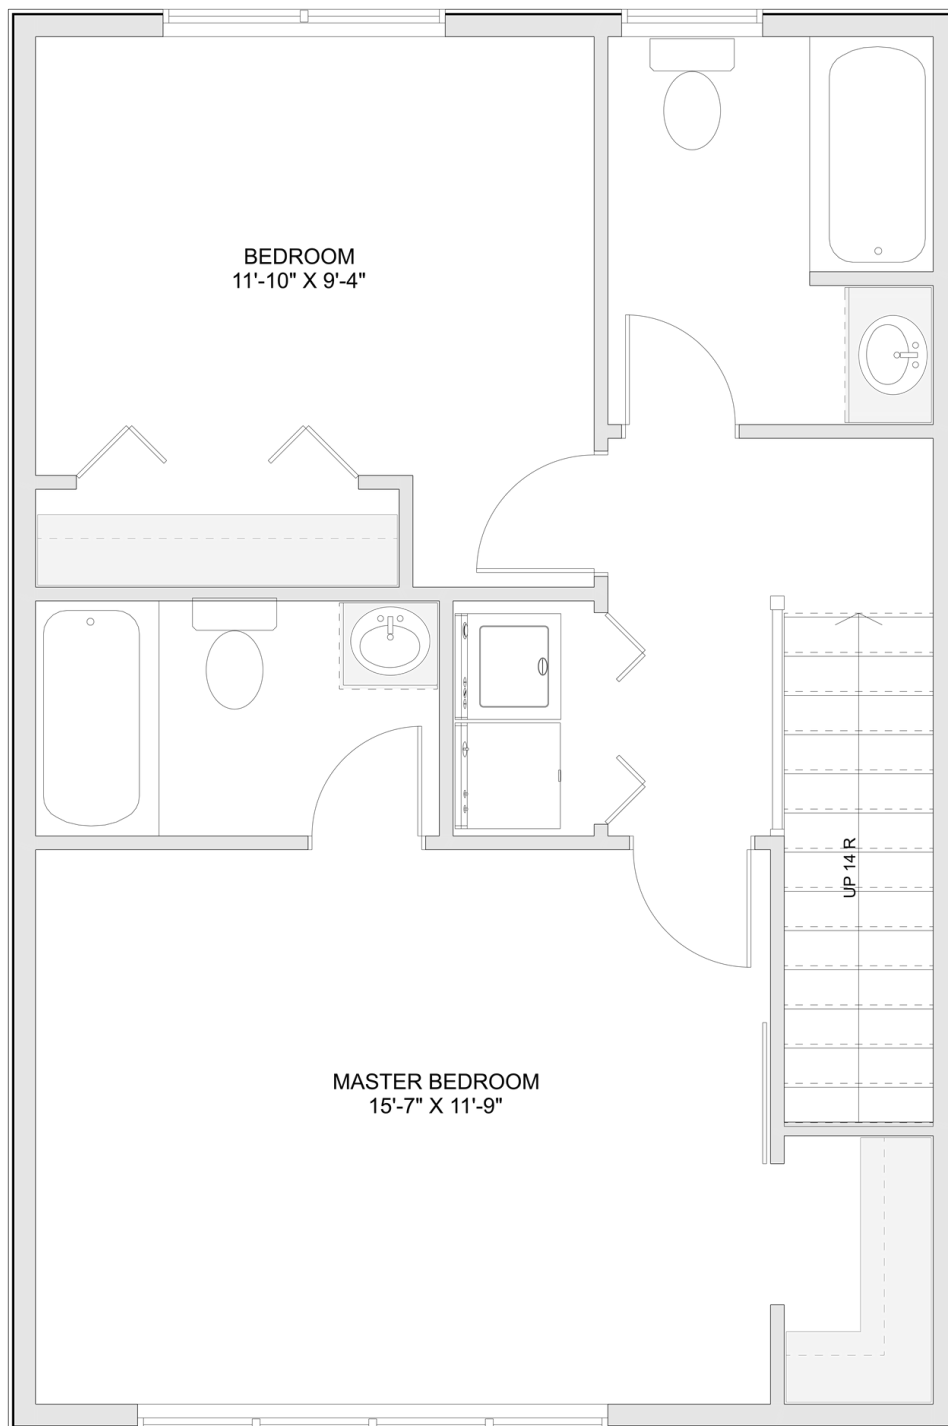 BEDROOM
11'-10" X 9'-4"
UP 14 R
MASTER BEDROOM
15'-7" X 11'-9"